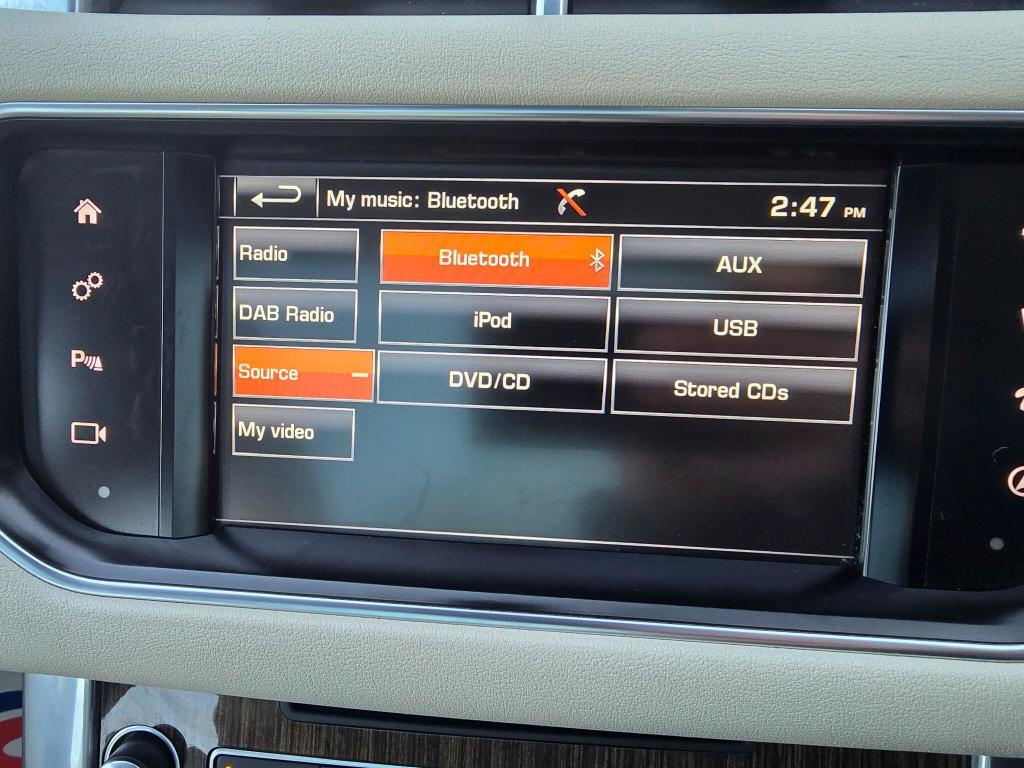 My music: Bluetooth
2:47 PM
Radio
Bluetooth
AUX
DAB Radio
iPod
USB
Source
DVD/CD
Stored CDs
My video
P